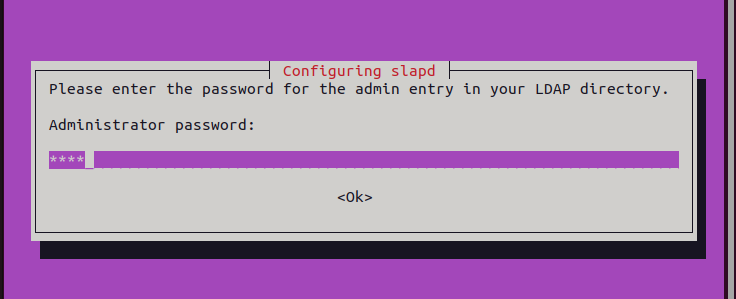 Configuring slapd
Please enter the password for the admin entry in your LDAP directory.
Administrator password:
****_
<Ok>